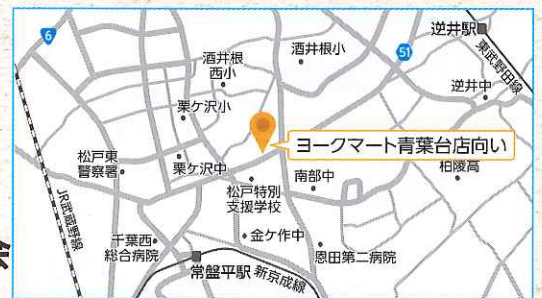 6
酒井根小
51
逆井駅
東武野田線
酒井根
西小
逆井中
栗ケ沢小
ヨークマート青葉台店向い
松戸東
警察署
栗ケ沢中
柏陵高
松戸特別
支援学校
南部中
JR武蔵野線
千葉西
総合病院
金ケ作中
恩田第二病院
常盤平駅
新京成線